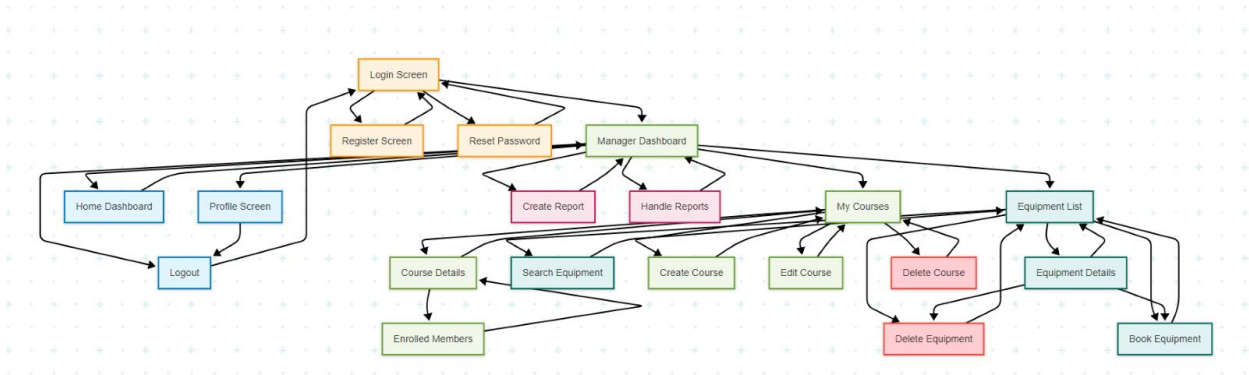 Login Screen
Register Screen
Reset Password
Manager Dashboard
Home Dashboard
Profile Screen
Create Report
Handle Reports
My Courses
Equipment List
Logout
Course Details
Search Equipment
Create Course
Edit Course
Delete Course
Equipment Details
Enrolled Members
Delete Equipment
Book Equipment